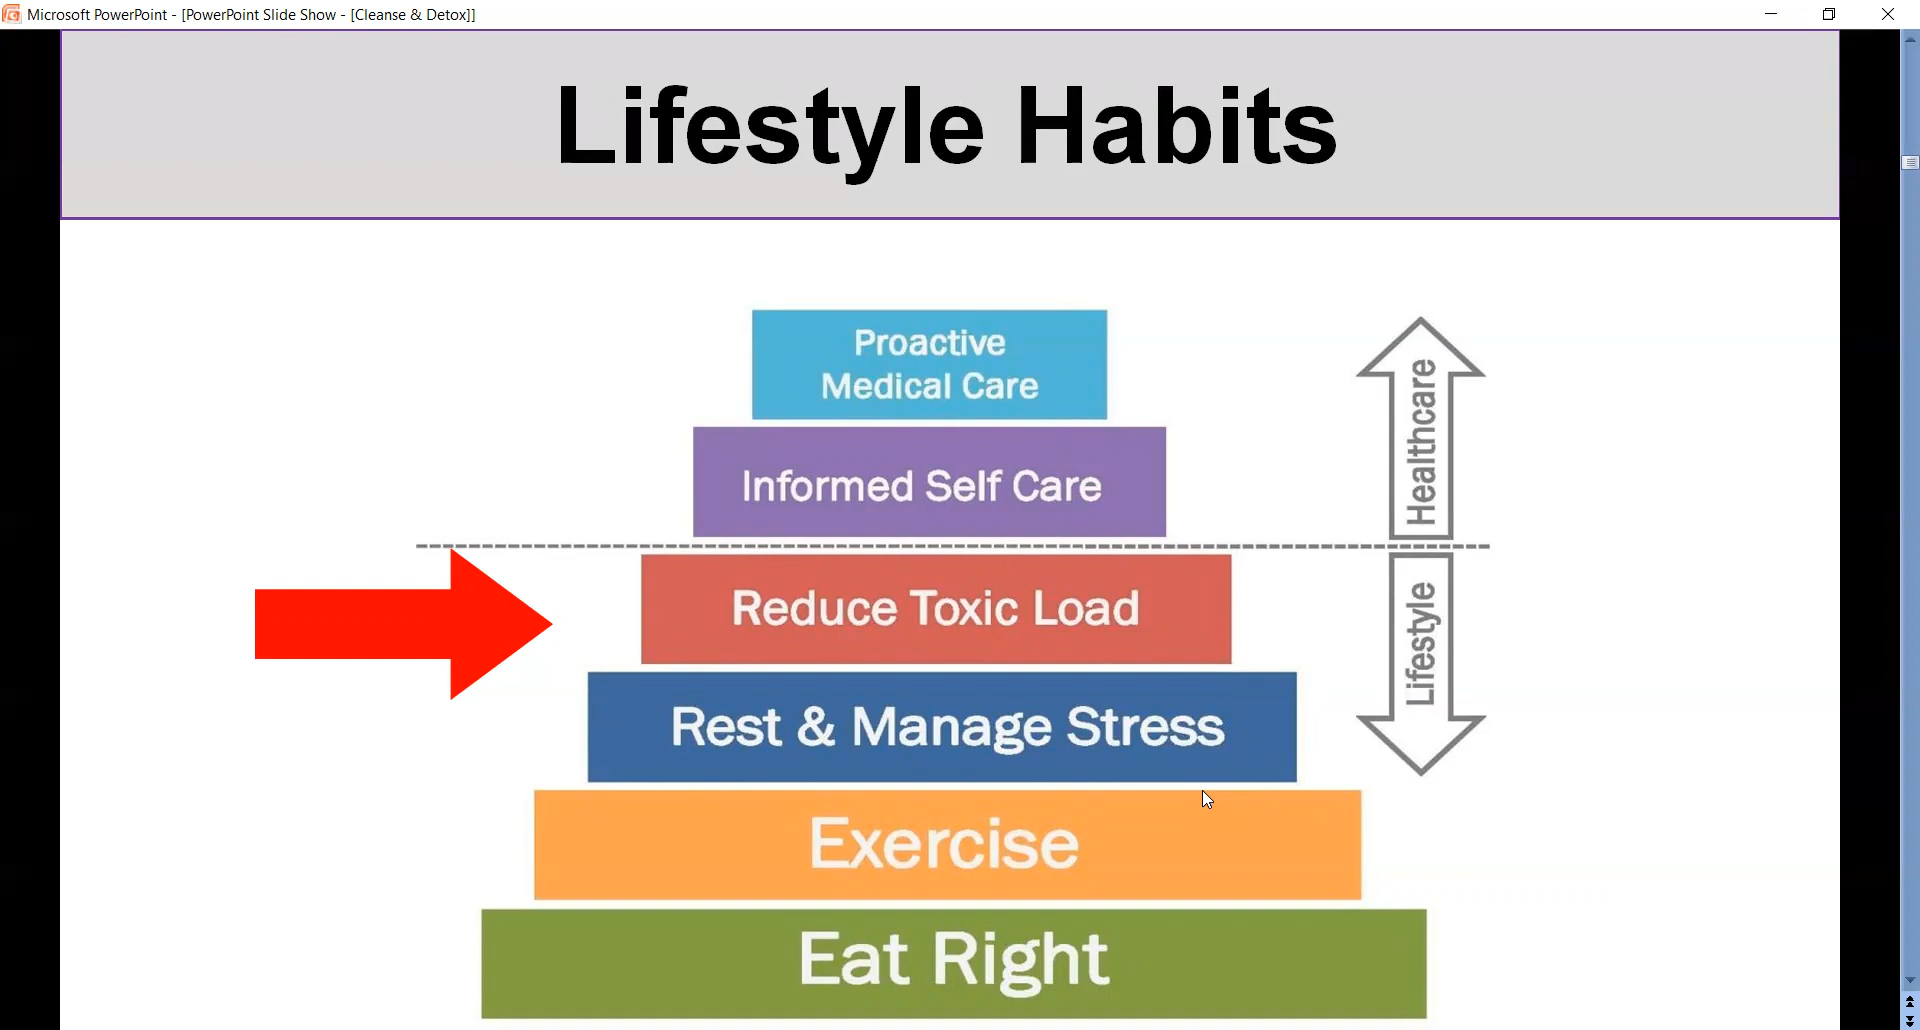 Microsoft PowerPoint - [PowerPoint Slide Show - [Cleanse & Detox]]
Lifestyle Habits
Proactive
Medical Care
Informed Self Care
Healthcare
Reduce Toxic Load
Lifestyle
Rest & Manage Stress
Exercise
Eat Right